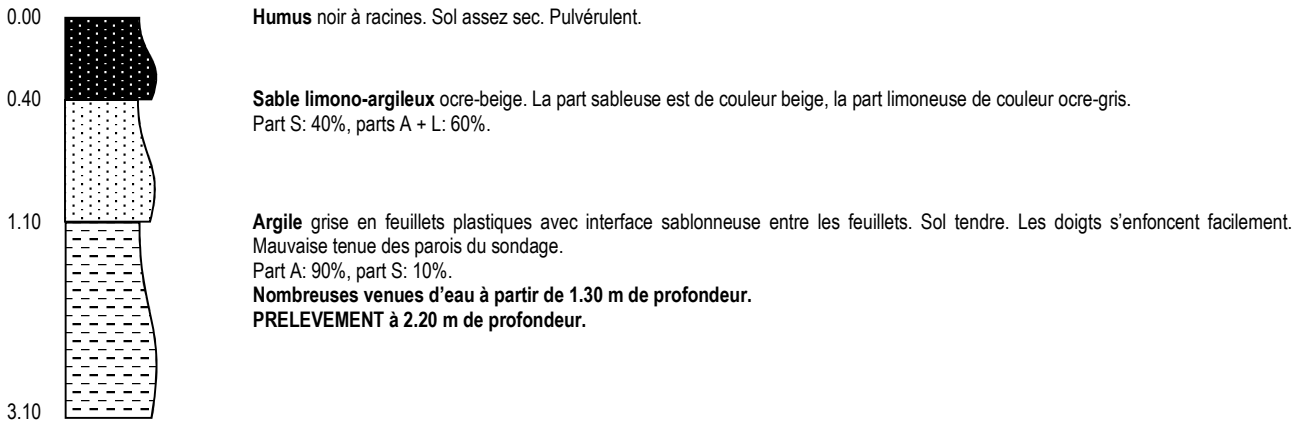 0.00
Humus noir à racines. Sol assez sec. Pulvérulent.
0.40
Sable limono-argileux ocre-beige. La part sableuse est de couleur beige, la part limoneuse de couleur ocre-gris.
Part S: 40%, parts A + L: 60%.
1.10
Argile grise en feuillets plastiques avec interface sablonneuse entre les feuillets. Sol tendre. Les doigts s’enfoncent facilement.
Mauvaise tenue des parois du sondage.
Part A: 90%, part S: 10%.
Nombreuses venues d’eau à partir de 1.30 m de profondeur.
PRELEVEMENT à 2.20 m de profondeur.
3.10